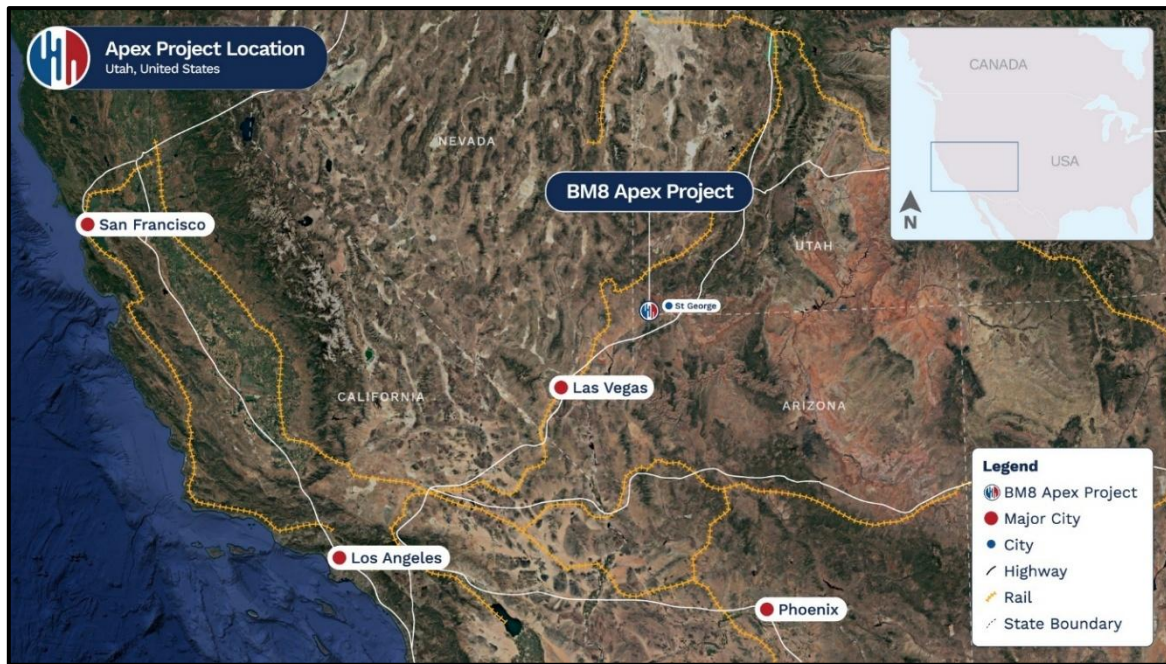 Apex Project Location
Utah, United States
CANADA
USA
N
NEVADA
BM8 Apex Project
UTAH
San Francisco
St George
Las Vegas
CALIFORNIA
ARIZONA
Los Angeles
Phoenix
Legend
BM8 Apex Project
Major City
City
Highway
Rail
State Boundary